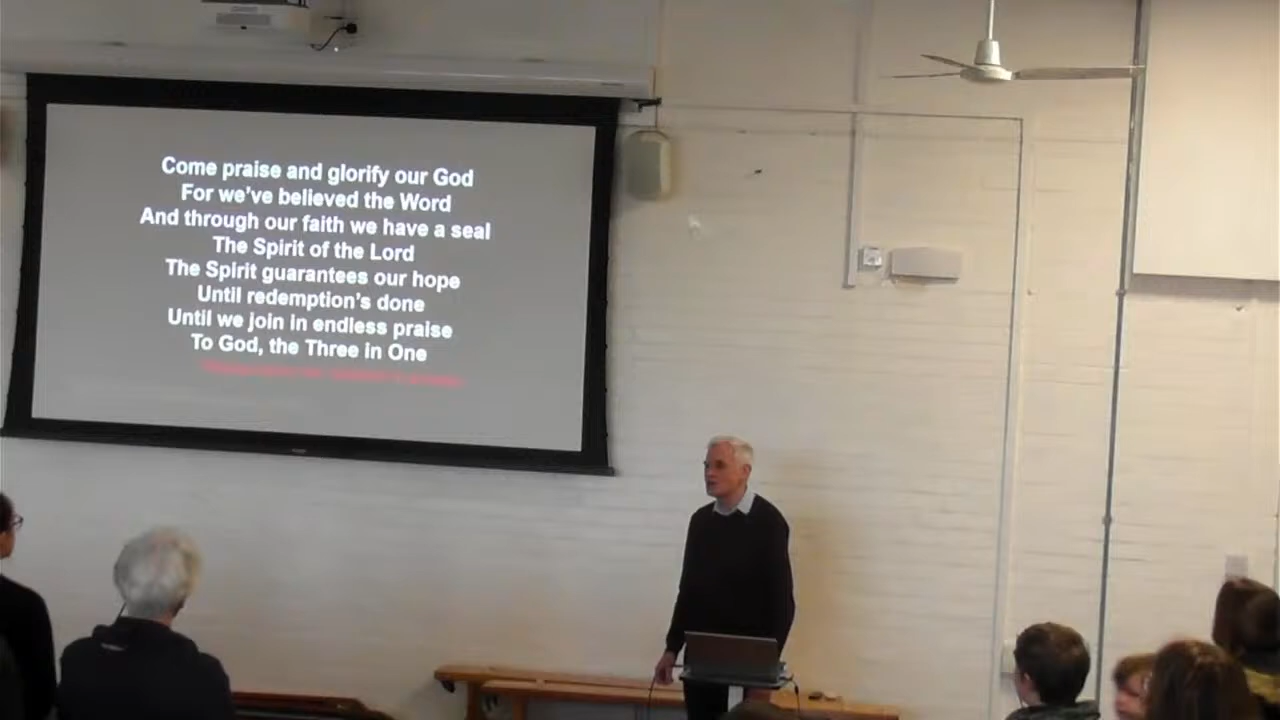 Come praise and glorify our God
For we've believed the Word
And through our faith we have a seal
The Spirit of the Lord
The Spirit guarantees our hope
Until redemption's done
Until we join in endless praise
To God, the Three in One